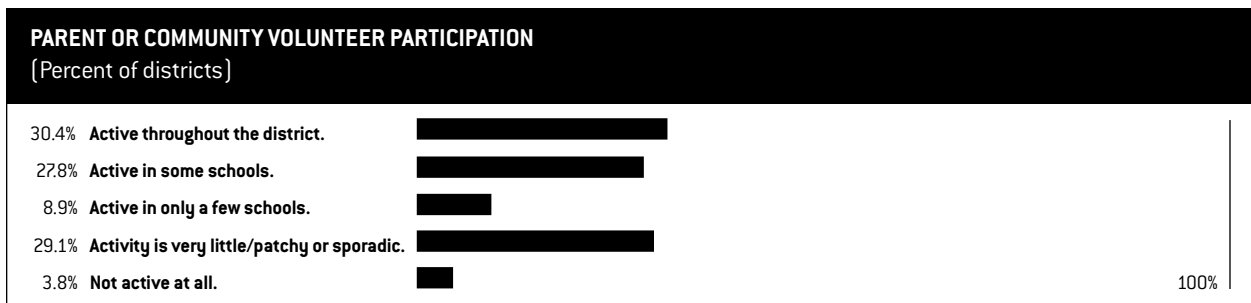 PARENT OR COMMUNITY VOLUNTEER PARTICIPATION
(Percent of districts)
30.4% Active throughout the district.
27.8% Active in some schools.
8.9% Active in only a few schools.
29.1% Activity is very little/patchy or sporadic.
3.8% Not active at all.
100%